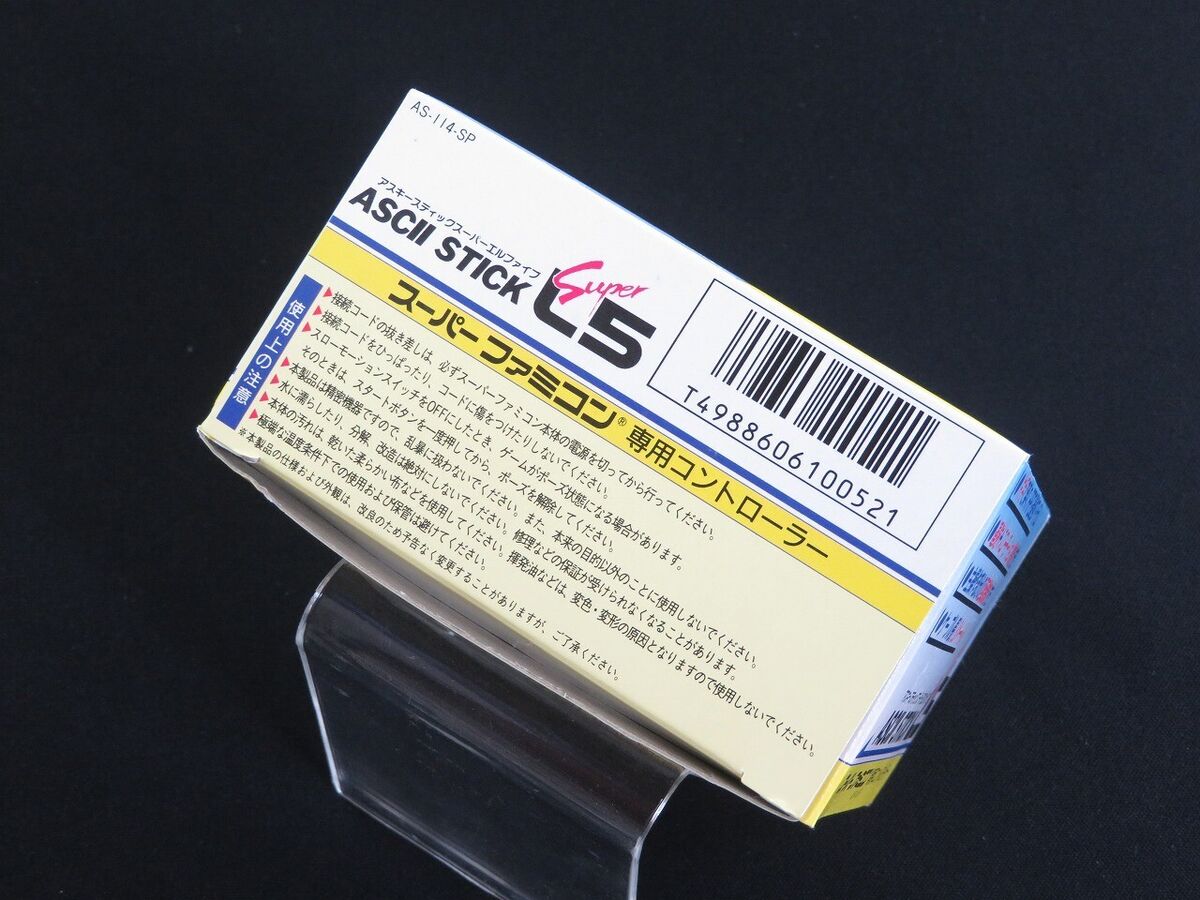 AS-114-SP
アスキースティックスーパーエルファイブ
ASCII STICK Super L5
T4988606100521
スーパーファミコン® 専用コントローラー
使用上の注意
▶接続コードの抜き差しは、必ずスーパーファミコン本体の電源を切ってから行ってください。
▶接続コードをひっぱったり、コードに傷をつけたりしないでください。
▶スローモーションスイッチをOFFにしたとき、ゲームがポーズ状態になる場合があります。
そのときは、スタートボタンを一度押してから、ポーズを解除してください。
▶本製品は精密機器ですので、乱暴に扱わないでください。また、本来の目的以外のことに使用しないでください。
▶水に濡らしたり、分解、改造は絶対にしないでください。修理などの保証が受けられなくなることがあります。
▶本体の汚れは、乾いた柔らかい布などを使用してください。揮発油などは、変色・変形の原因となりますので使用しないでください。
▶極端な温度条件下での使用および保管は避けてください。
※本製品の仕様および外観は、改良のため予告なく変更することがありますが、ご了承ください。